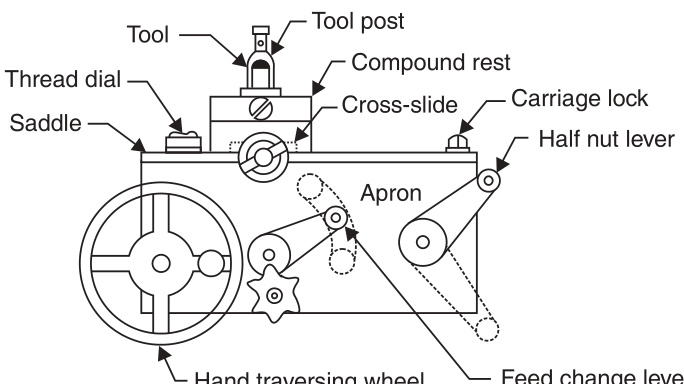 Tool post
Tool
Compound rest
Thread dial
Cross-slide
Carriage lock
Saddle
Half nut lever
Apron
Hand traversing wheel
Feed change leve